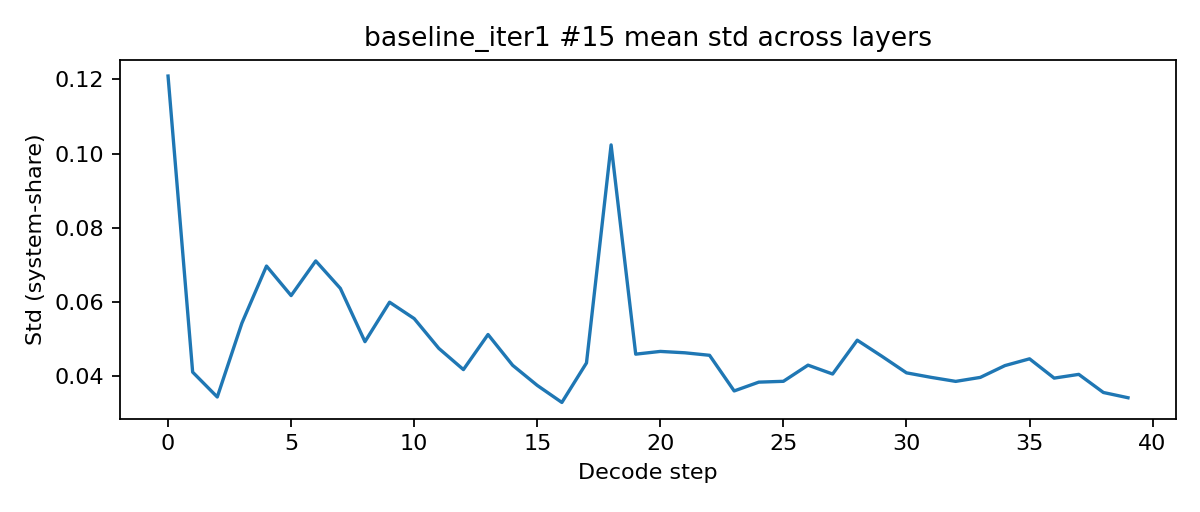 baseline_iter1 #15 mean std across layers
Std (system-share)
0.12
0.10
0.08
0.06
0.04
0 5 10 15 20 25 30 35 40
Decode step